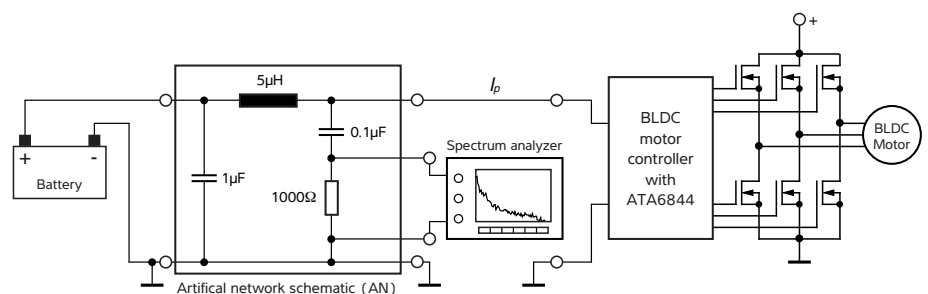 +
5µH
Ip
0.1µF
Spectrum analyzer
BLDC
motor
controller
with
ATA6844
BLDC
Motor
+ -
Battery
1µF
1000Ω
Artifical network schematic (AN)